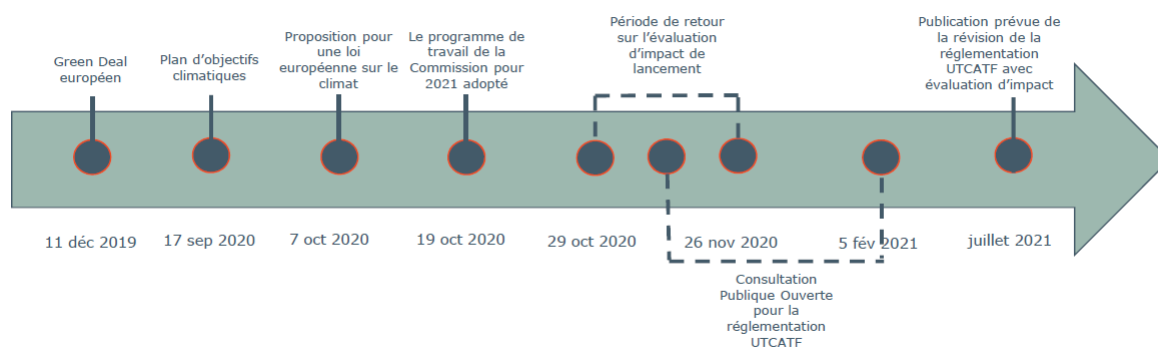 Green Deal
européen
Plan d'objectifs
climatiques
Proposition pour
une loi
européenne sur le
climat
Le programme de
travail de la
Commission pour
2021 adopté
Période de retour
sur l'évaluation
d'impact de
lancement
Publication prévue de
la révision de la
réglementation
UTCATF avec
évaluation d'impact
11 déc 2019
17 sep 2020
7 oct 2020
19 oct 2020
29 oct 2020
26 nov 2020
5 fév 2021
juillet 2021
Consultation
Publique Ouverte
pour la
réglementation
UTCATF